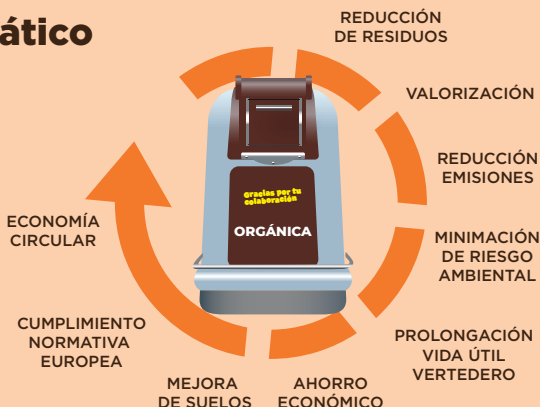 ático
REDUCCIÓN
DE RESIDUOS
VALORIZACIÓN
REDUCCIÓN
EMISIONES
MINIMACIÓN
DE RIESGO
AMBIENTAL
PROLONGACIÓN
VIDA ÚTIL
VERTEDERO
AHORRO
ECONÓMICO
MEJORA
DE SUELOS
CUMPLIMIENTO
NORMATIVA
EUROPEA
ECONOMÍA
CIRCULAR
Gracias por tu
colaboración
ORGÁNICA